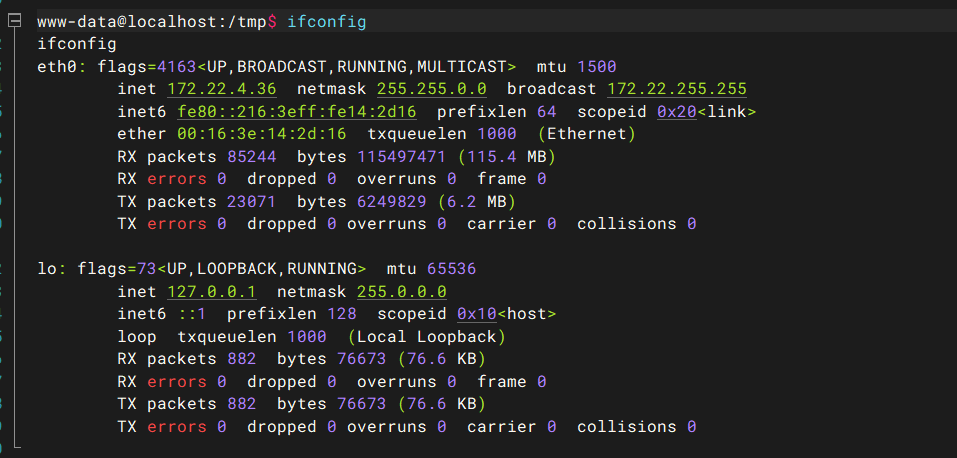 www-data@localhost:/tmp$ ifconfig
ifconfig
eth0: flags=4163<UP,BROADCAST,RUNNING,MULTICAST>  mtu 1500
        inet 172.22.4.36  netmask 255.255.0.0  broadcast 172.22.255.255
        inet6 fe80::216:3eff:fe14:2d16  prefixlen 64  scopeid 0x20<link>
        ether 00:16:3e:14:2d:16  txqueuelen 1000  (Ethernet)
        RX packets 85244  bytes 115497471 (115.4 MB)
        RX errors 0  dropped 0  overruns 0  frame 0
        TX packets 23071  bytes 6249829 (6.2 MB)
        TX errors 0  dropped 0 overruns 0  carrier 0  collisions 0

lo: flags=73<UP,LOOPBACK,RUNNING>  mtu 65536
        inet 127.0.0.1  netmask 255.0.0.0
        inet6 ::1  prefixlen 128  scopeid 0x10<host>
        loop  txqueuelen 1000  (Local Loopback)
        RX packets 882  bytes 76673 (76.6 KB)
        RX errors 0  dropped 0  overruns 0  frame 0
        TX packets 882  bytes 76673 (76.6 KB)
        TX errors 0  dropped 0 overruns 0  carrier 0  collisions 0